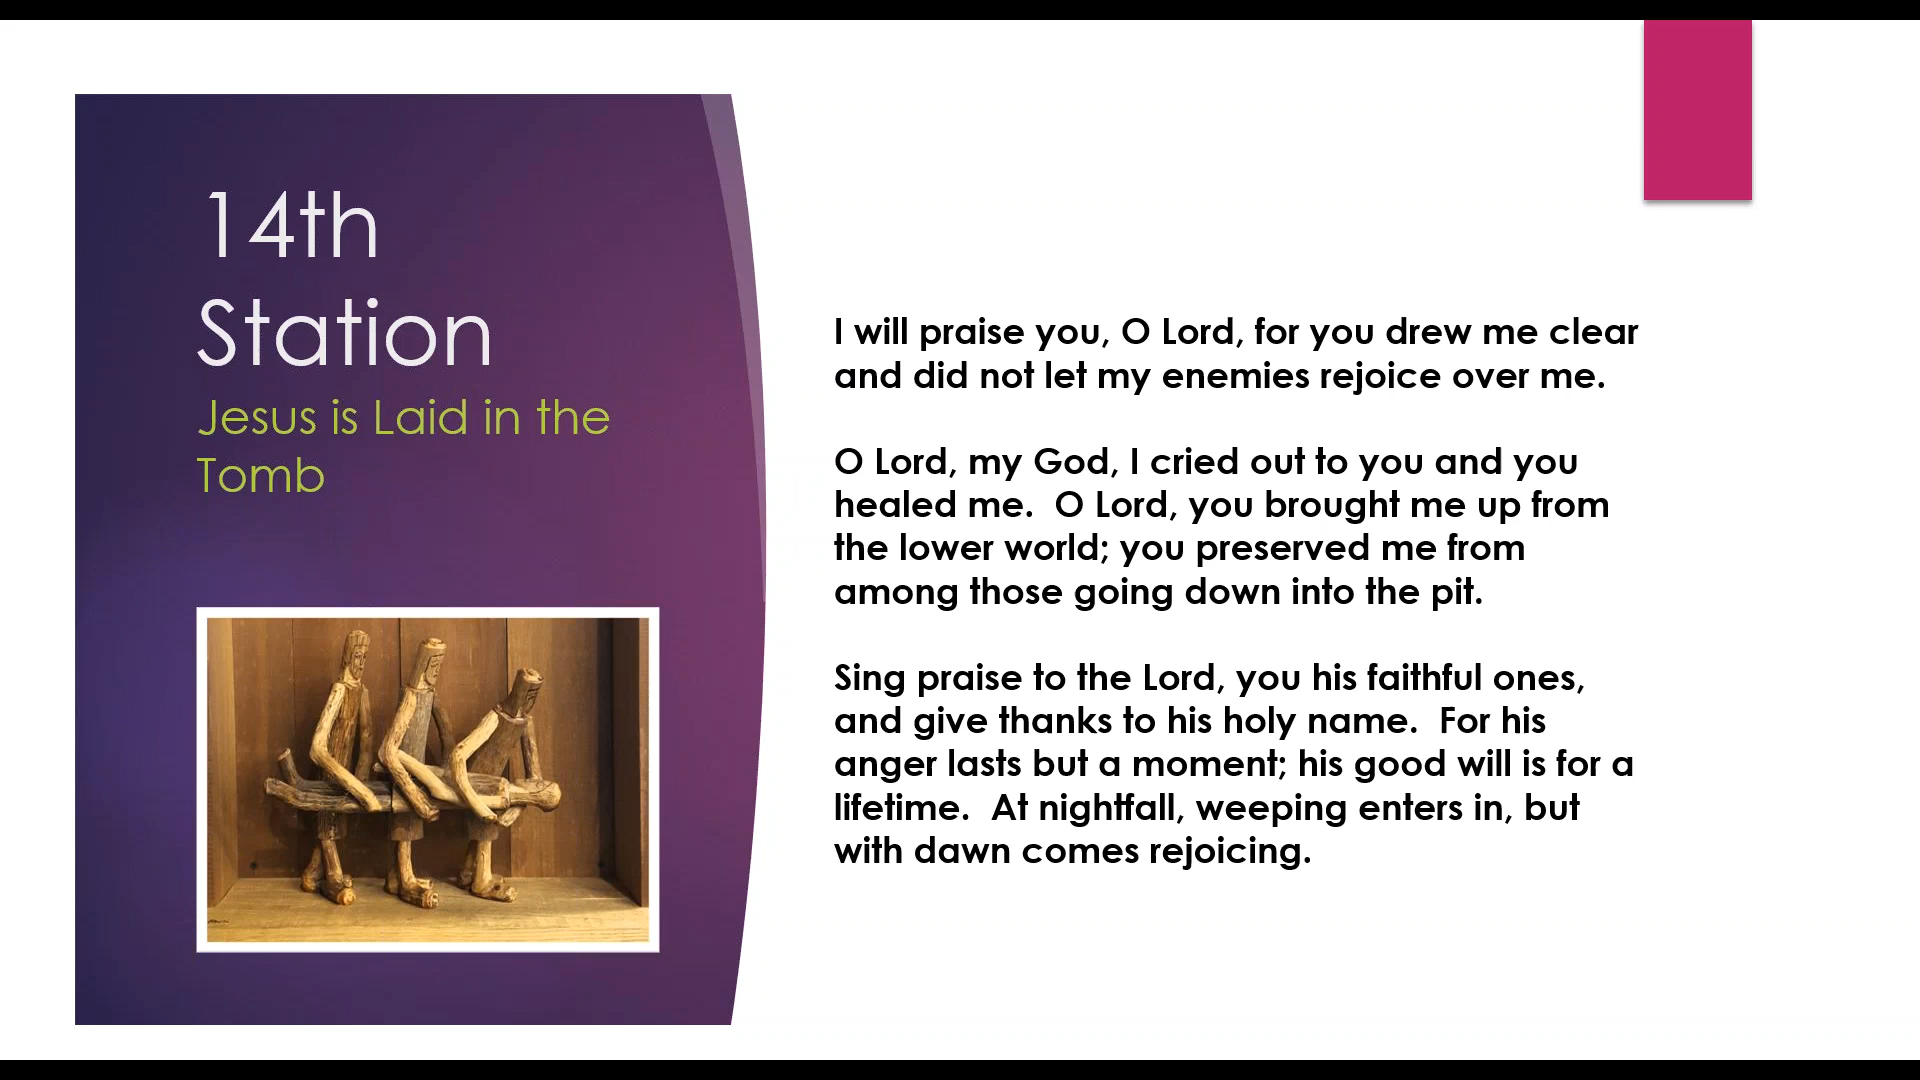 14th
Station
Jesus is Laid in the
Tomb
I will praise you, O Lord, for you drew me clear
and did not let my enemies rejoice over me.
O Lord, my God, I cried out to you and you
healed me.  O Lord, you brought me up from
the lower world; you preserved me from
among those going down into the pit.
Sing praise to the Lord, you his faithful ones,
and give thanks to his holy name.  For his
anger lasts but a moment; his good will is for a
lifetime.  At nightfall, weeping enters in, but
with dawn comes rejoicing.